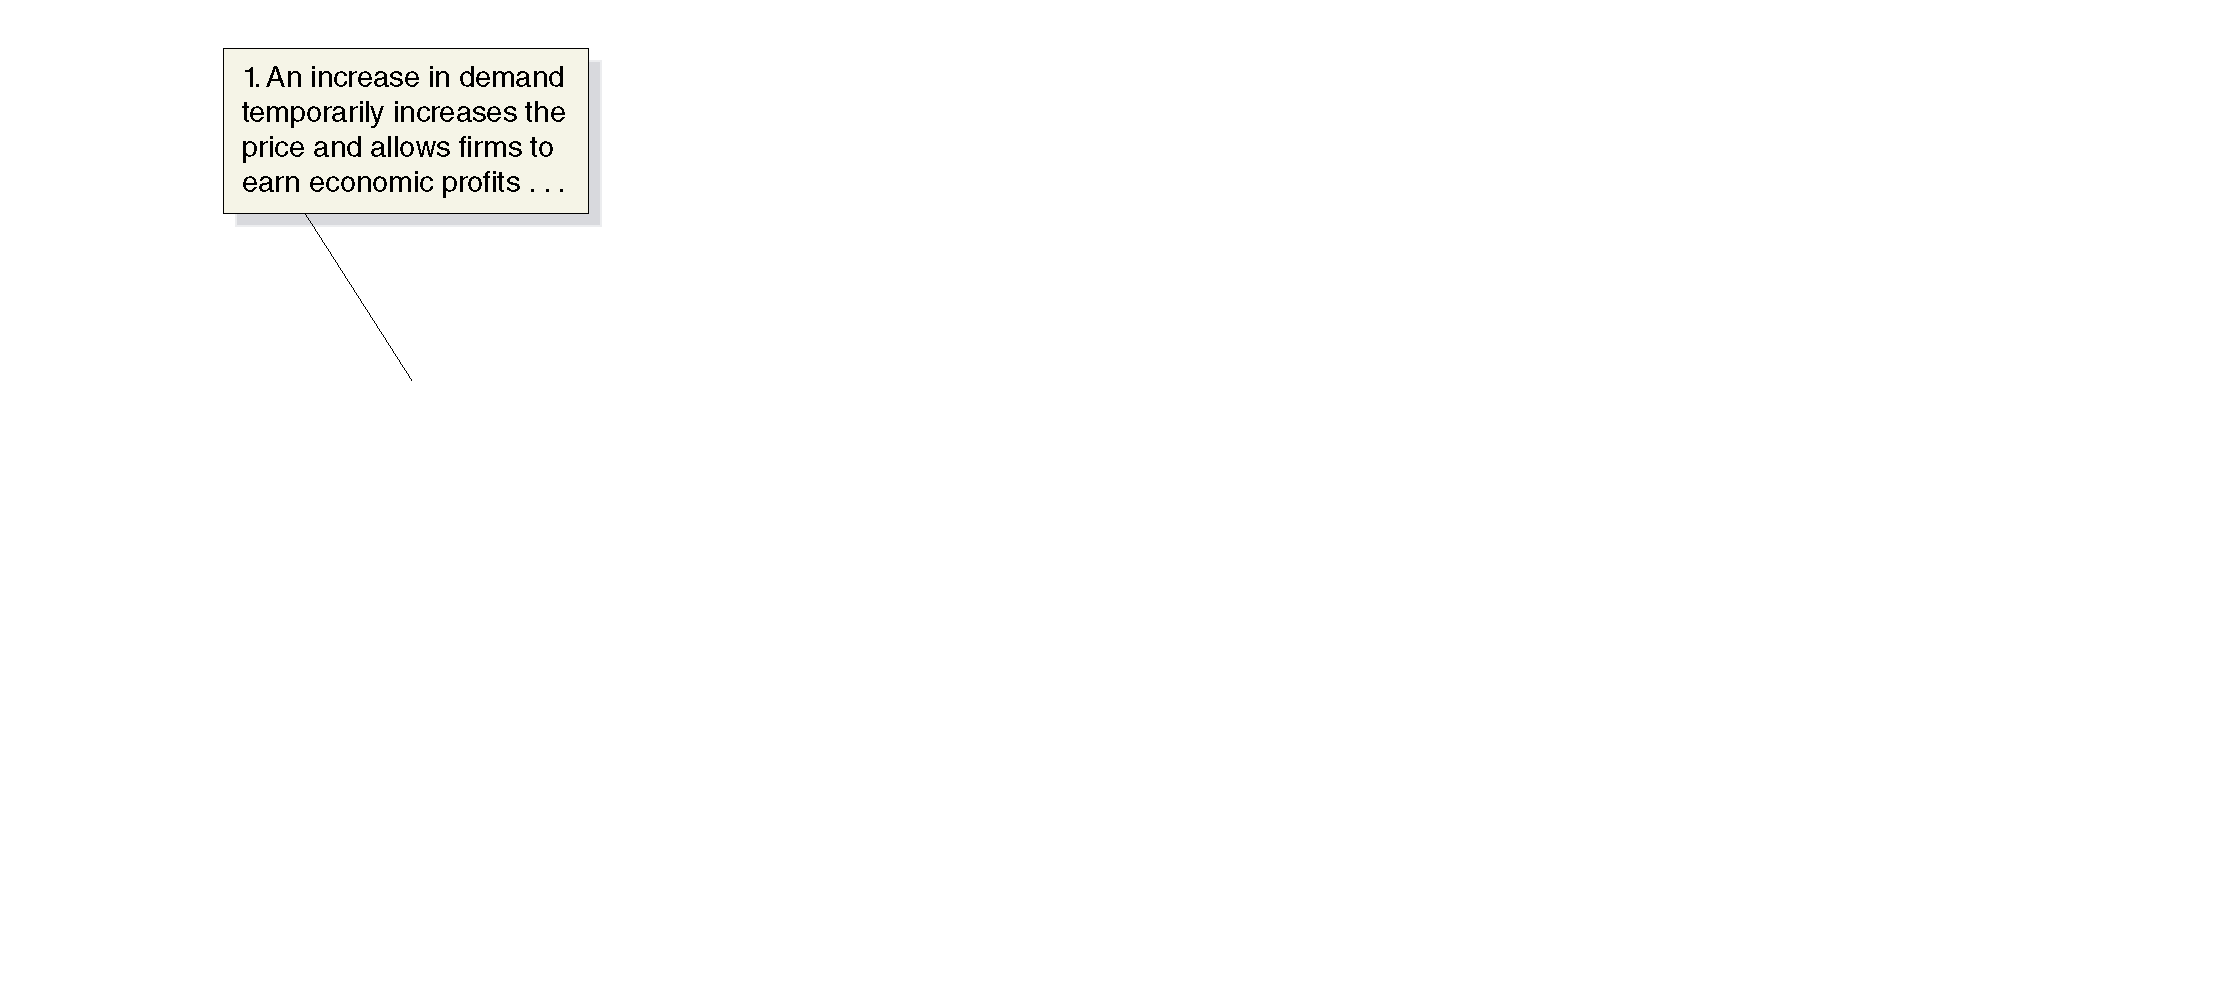 1. An increase in demand
temporarily increases the
price and allows firms to
earn economic profits . . .